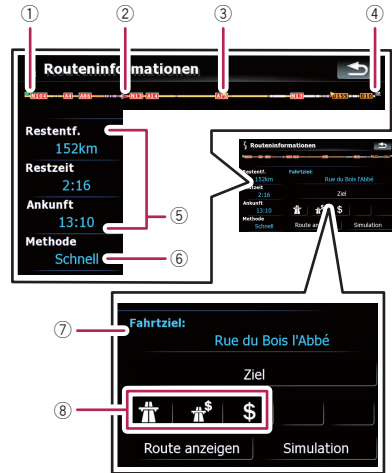 ① ② ③ ④
Routeninformationen
Restentf.
152km
Restzeit
2:16
⑤
Ankunft
13:10
Methode
Schnell
⑥
Routeninformationen
Restentf.
Fahrtziel:
152km
Rue du Bois l'Abbé
Restzeit
2:16
Ziel
Ankunft
13:10
$ $
Methode
Schnell
Route an
Simulation
⑦
Fahrtziel:
Rue du Bois l'Abbé
Ziel
⑧
$ $
Route anzeigen
Simulation